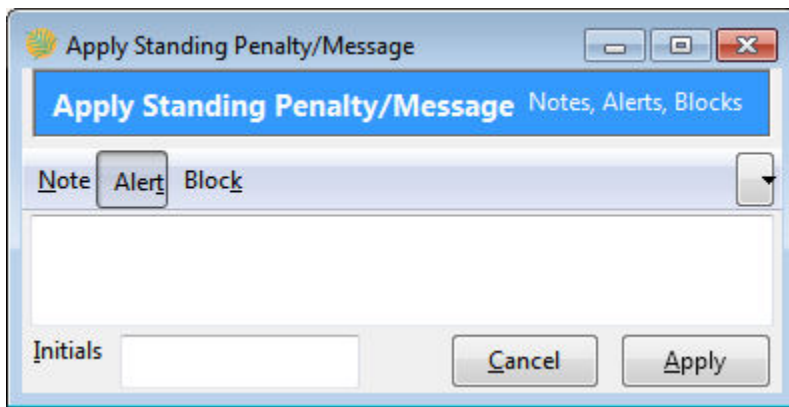 Apply Standing Penalty/Message
Apply Standing Penalty/Message Notes, Alerts, Blocks
Note Alert Block
Initials Cancel Apply